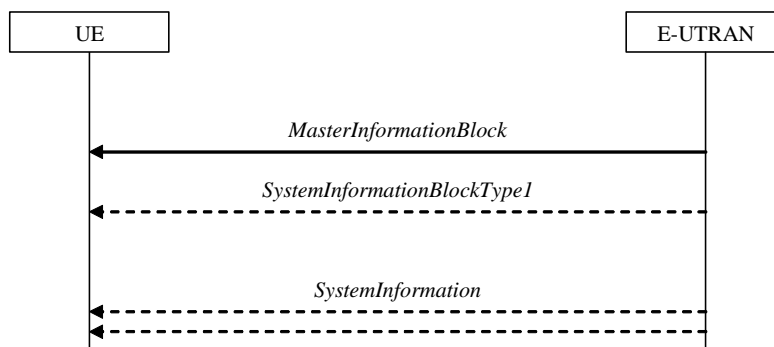 UE
E-UTRAN
MasterInformationBlock
SystemInformationBlockType1
SystemInformation